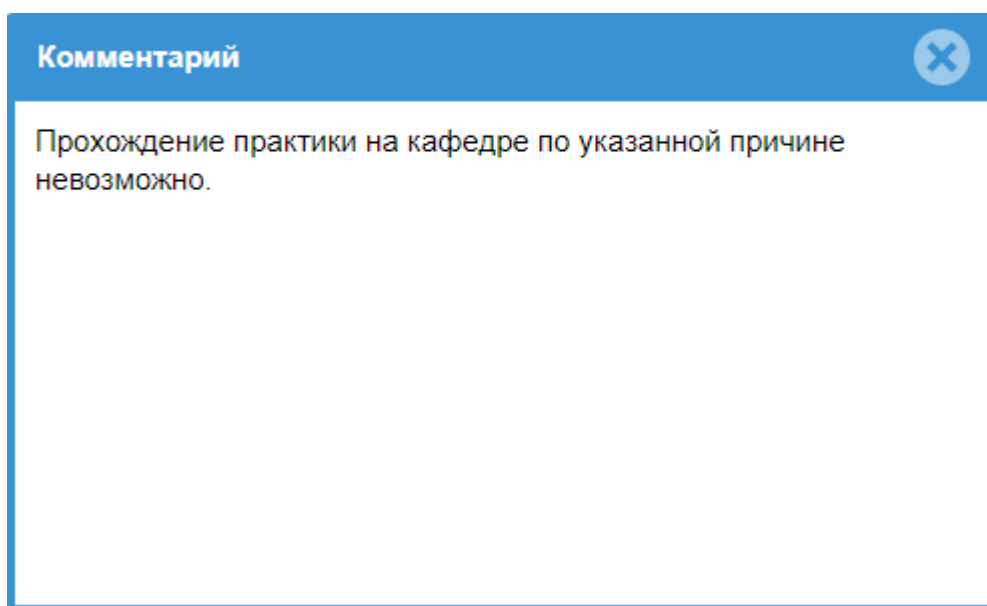 Комментарий
Прохождение практики на кафедре по указанной причине
невозможно.